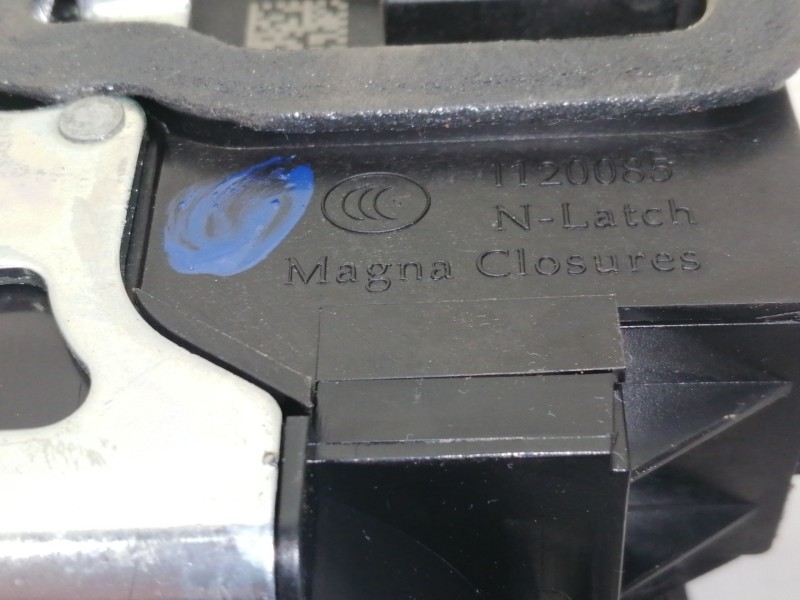 1120085
N-Latch
Magna Closures